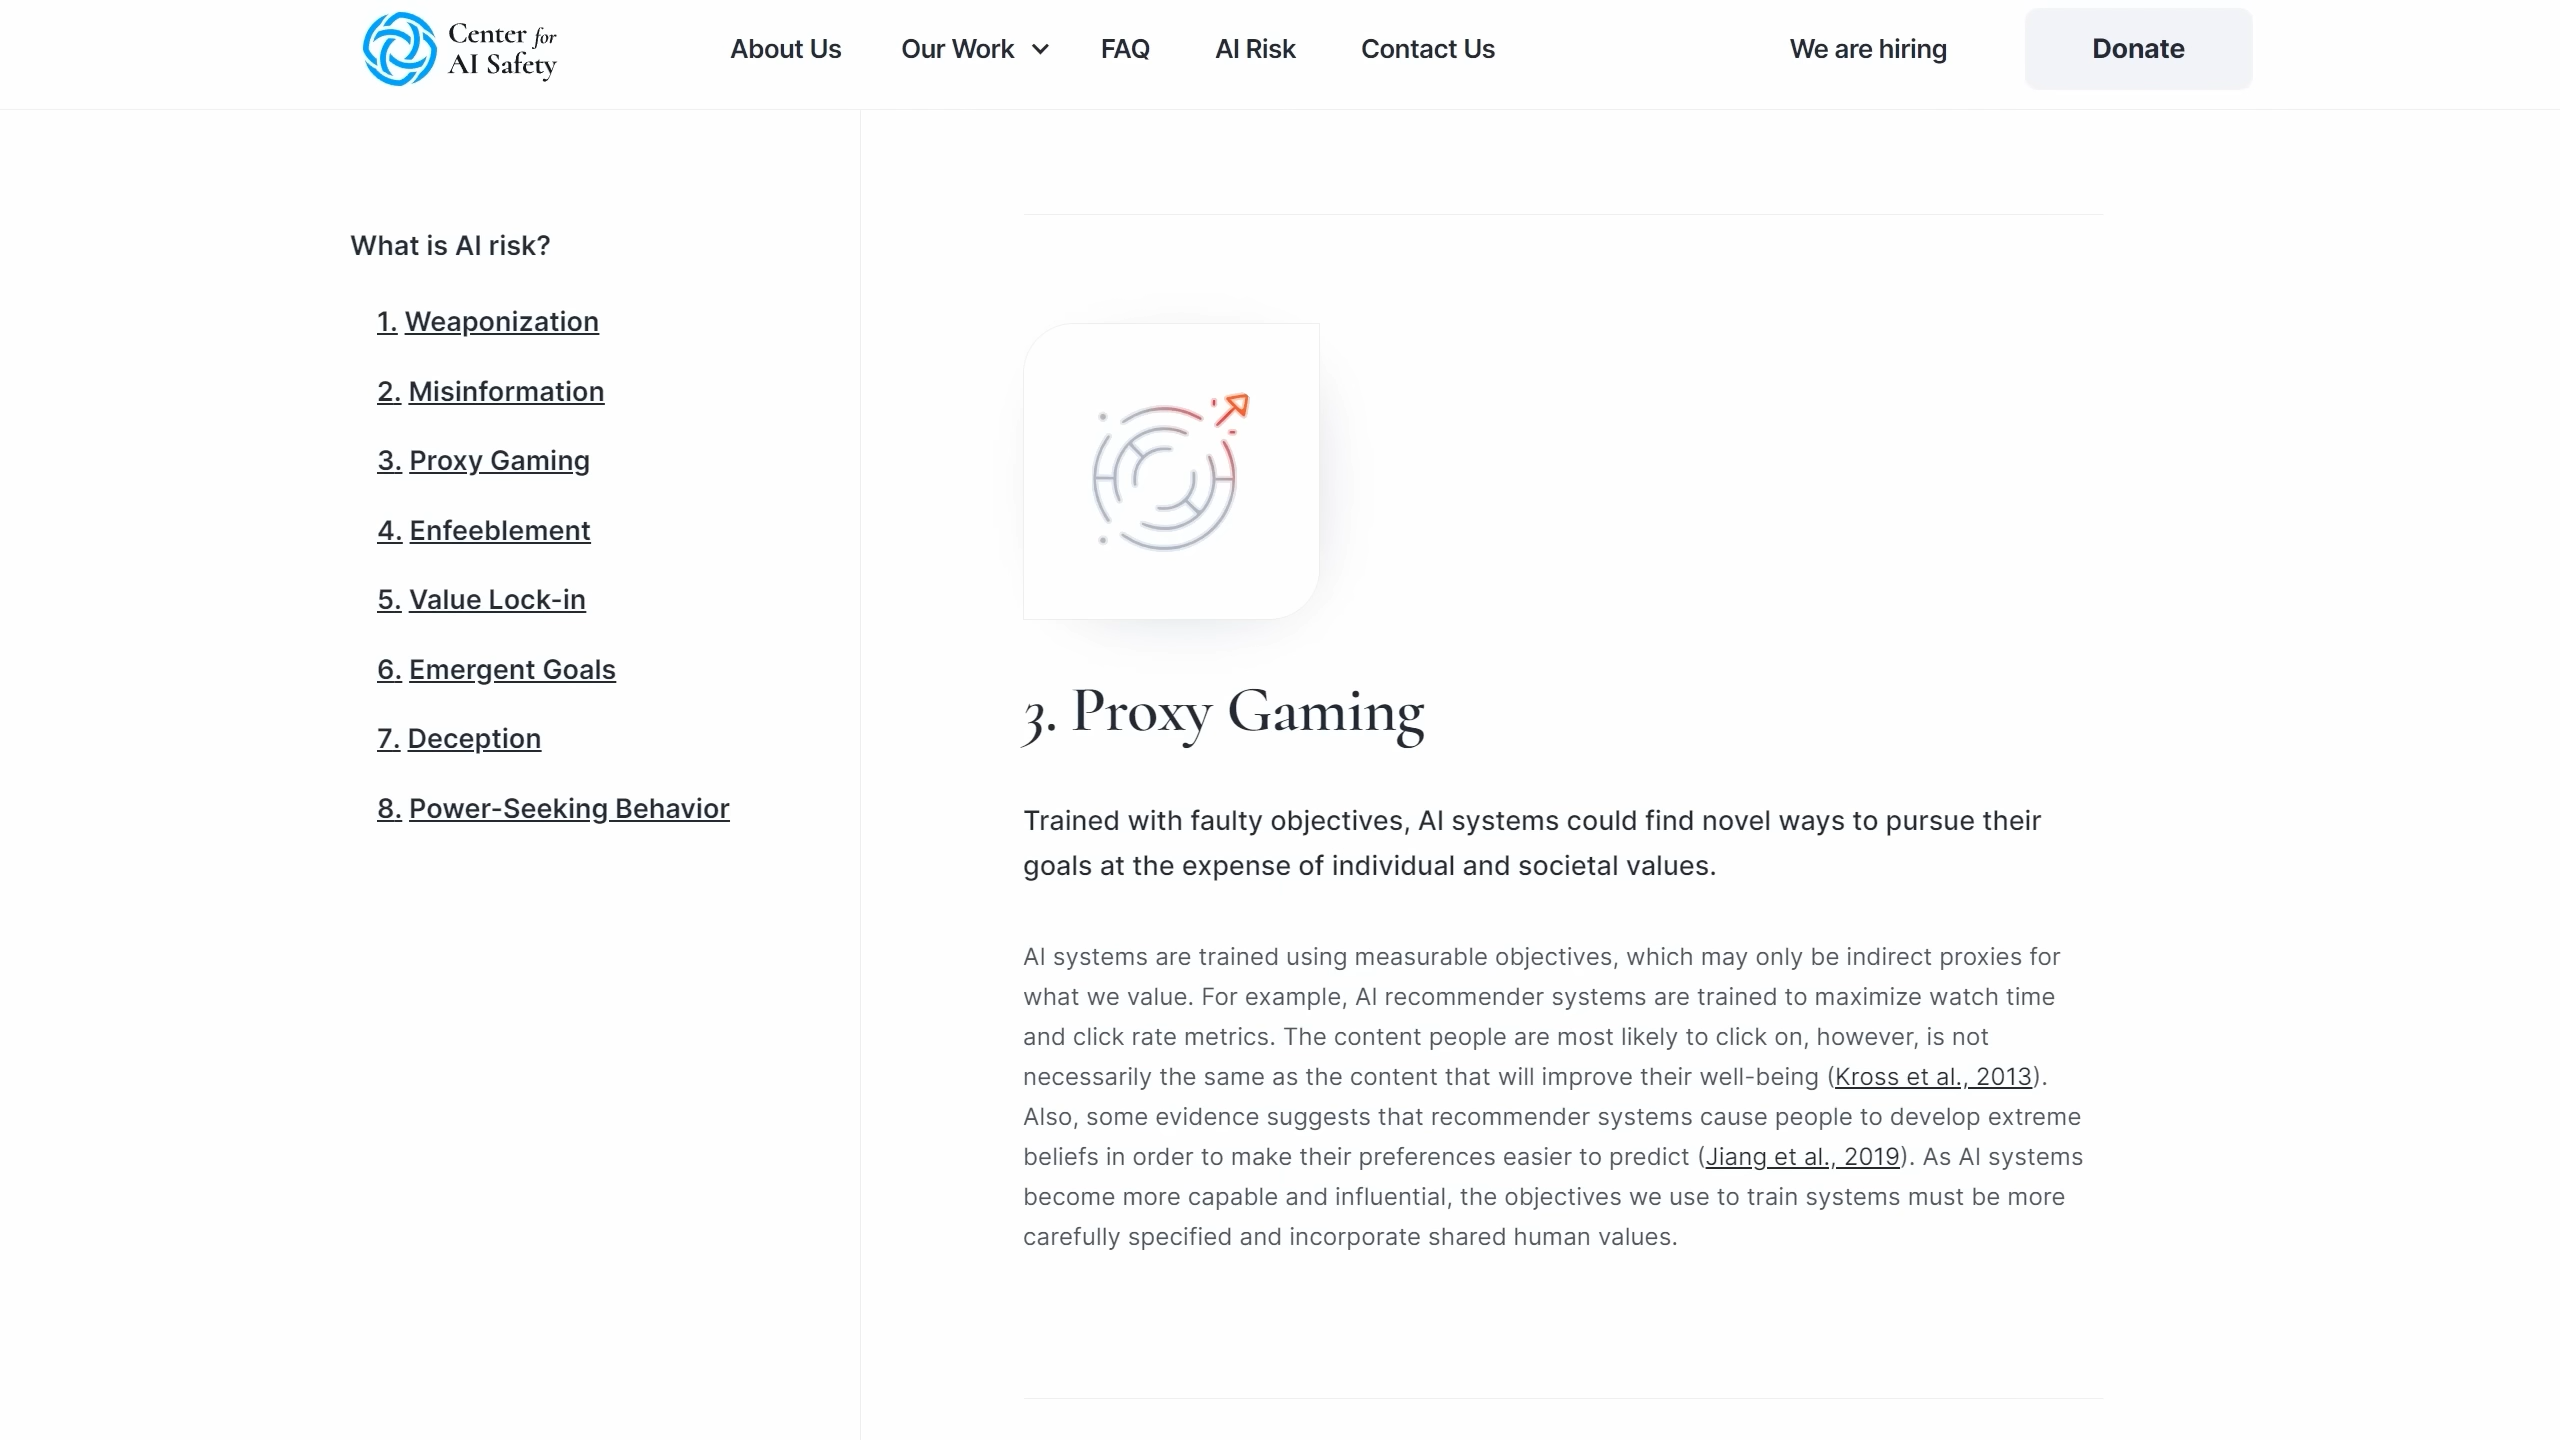 Center for
AI Safety
About Us
Our Work
FAQ
AI Risk
Contact Us
We are hiring
Donate
What is AI risk?
1. Weaponization
2. Misinformation
3. Proxy Gaming
4. Enfeeblement
5. Value Lock-in
6. Emergent Goals
7. Deception
8. Power-Seeking Behavior
3. Proxy Gaming
Trained with faulty objectives, AI systems could find novel ways to pursue their
goals at the expense of individual and societal values.
AI systems are trained using measurable objectives, which may only be indirect proxies for
what we value. For example, AI recommender systems are trained to maximize watch time
and click rate metrics. The content people are most likely to click on, however, is not
necessarily the same as the content that will improve their well-being (Kross et al., 2013).
Also, some evidence suggests that recommender systems cause people to develop extreme
beliefs in order to make their preferences easier to predict (Jiang et al., 2019). As AI systems
become more capable and influential, the objectives we use to train systems must be more
carefully specified and incorporate shared human values.